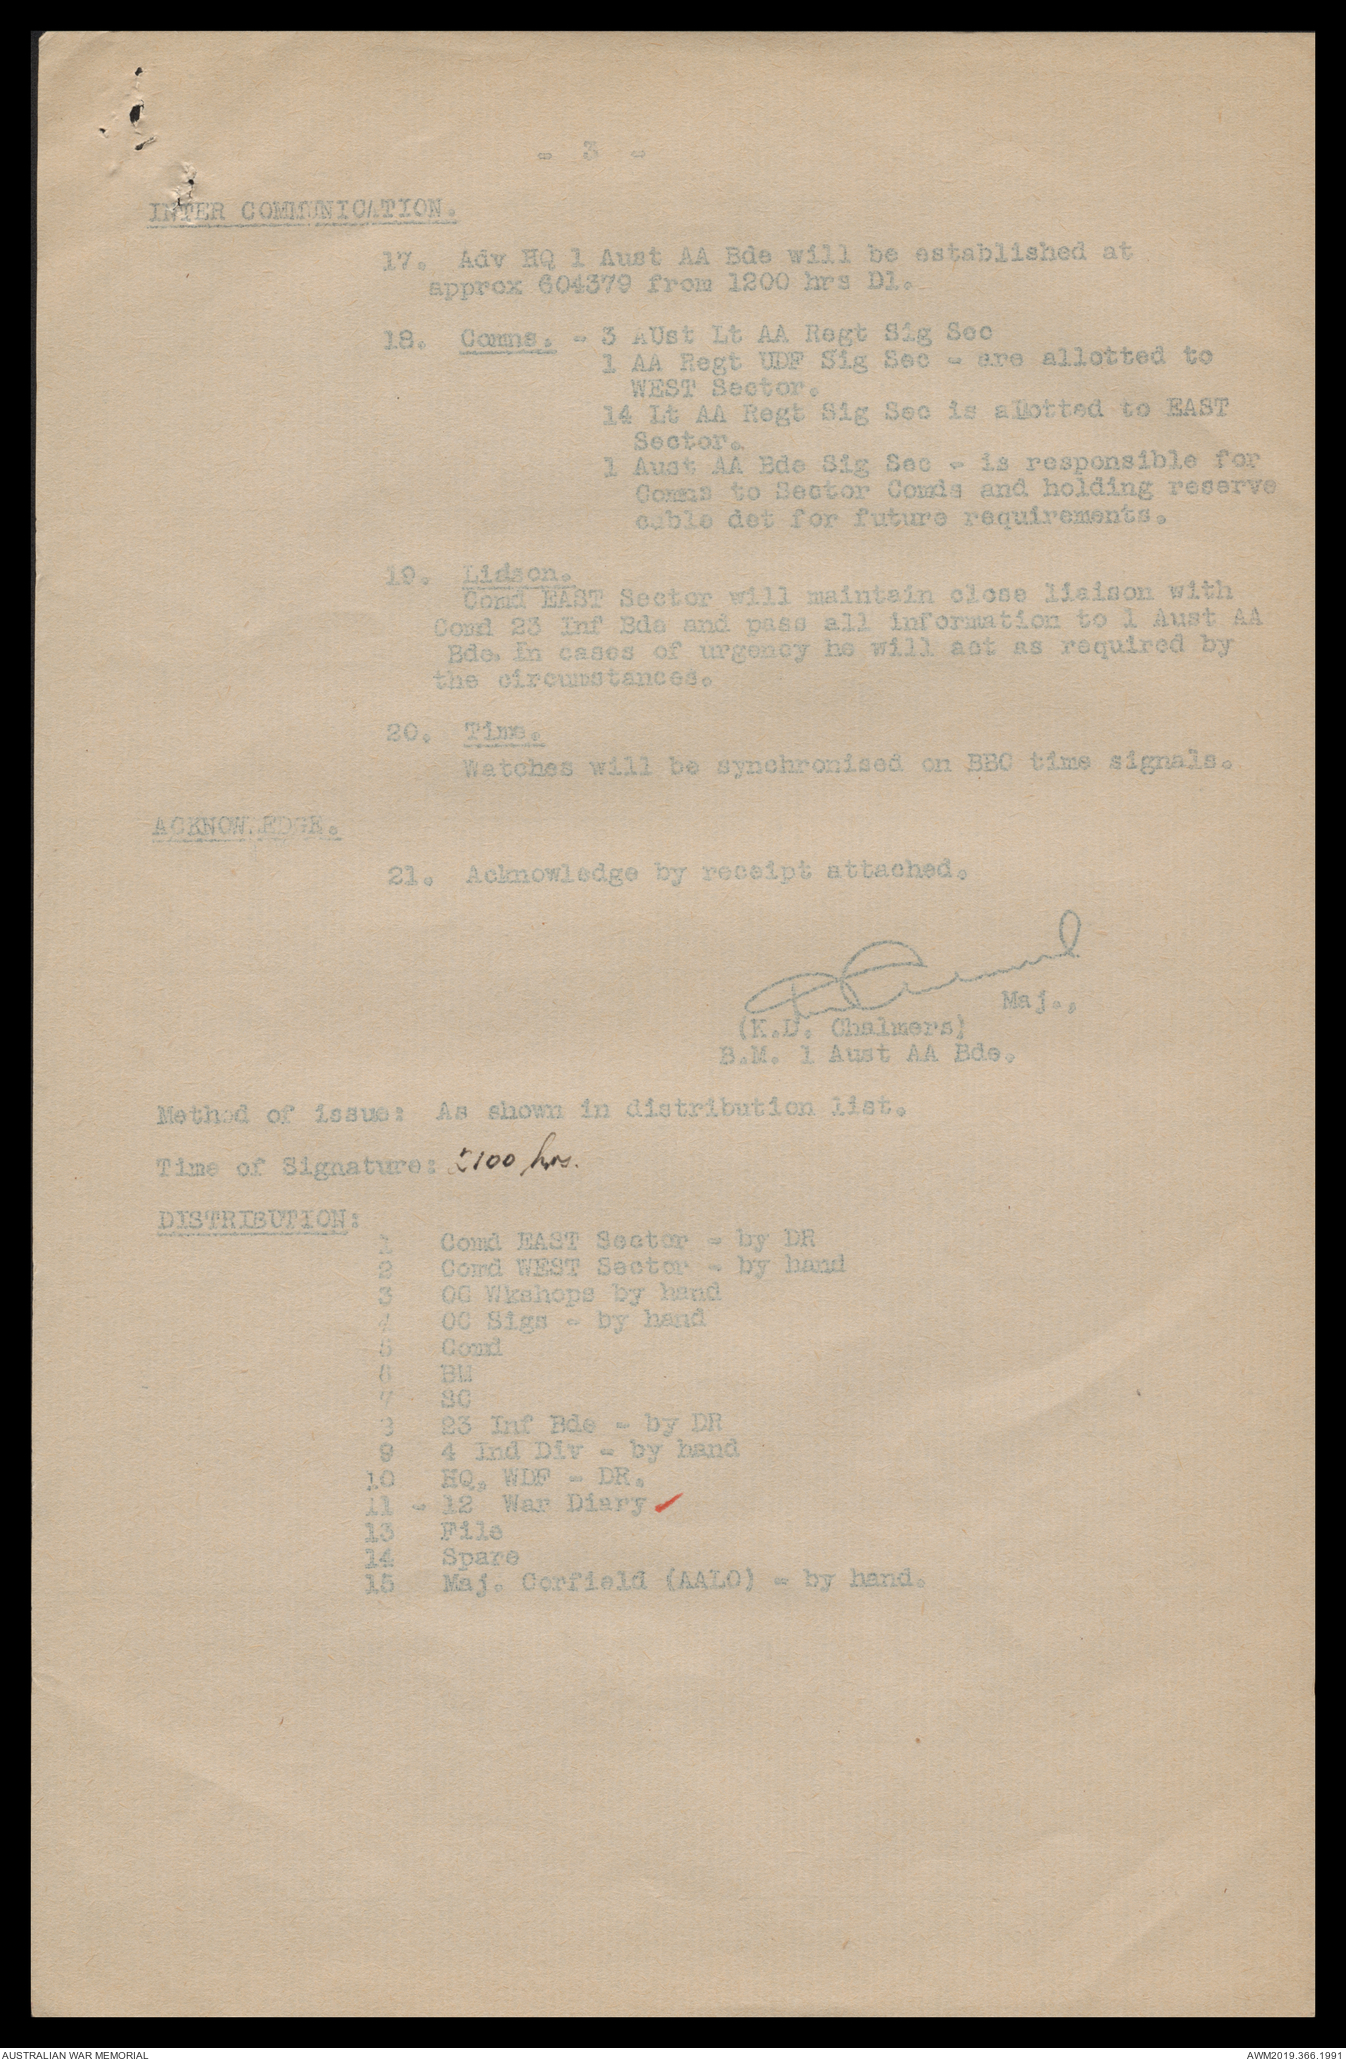 - 3 -
INTER COMMUNICATION.
17. Adv HQ 1 Aust AA Bde will be established at
approx 604379 from 1200 hrs D1.
18. Comns. - 3 AUst Lt AA Regt Sig Sec
1 AA Regt UDF Sig Sec - are allotted to
WEST Sector.
14 Lt AA Regt Sig Sec is allotted to EAST
Sector.
1 Aust AA Bde Sig Sec - is responsible for
Comms to Sector Comds and holding reserve
cable det for future requirements.
19. Liason.
Comd EAST Sector will maintain close liaison with
Comd 23 Inf Bde and pass all information to 1 Aust AA
Bde. In cases of urgency he will act as required by
the circumstances.
20. Time.
Watches will be synchronised on BBC time signals.
ACKNOWLEDGE.
21. Acknowledge by receipt attached.
Maj.,
(K.D. Chalmers)
B.M. 1 Aust AA Bde.
Method of issue: As shown in distribution list.
Time of Signature: 2100 hrs.
DISTRIBUTION:
1 Comd EAST Sector - by DR
2 Comd WEST Sector - by hand
3 OC Wkshops by hand
4 OC Sigs - by hand
5 Comd
6 BM
7 SC
8 23 Inf Bde - by DR
9 4 Ind Div - by hand
10 HQ. WDF - DR.
11 - 12 War Diary
13 File
14 Spare
15 Maj. Corfield (AALO) - by hand.
AUSTRALIAN WAR MEMORIAL
AWM2019.366.1991